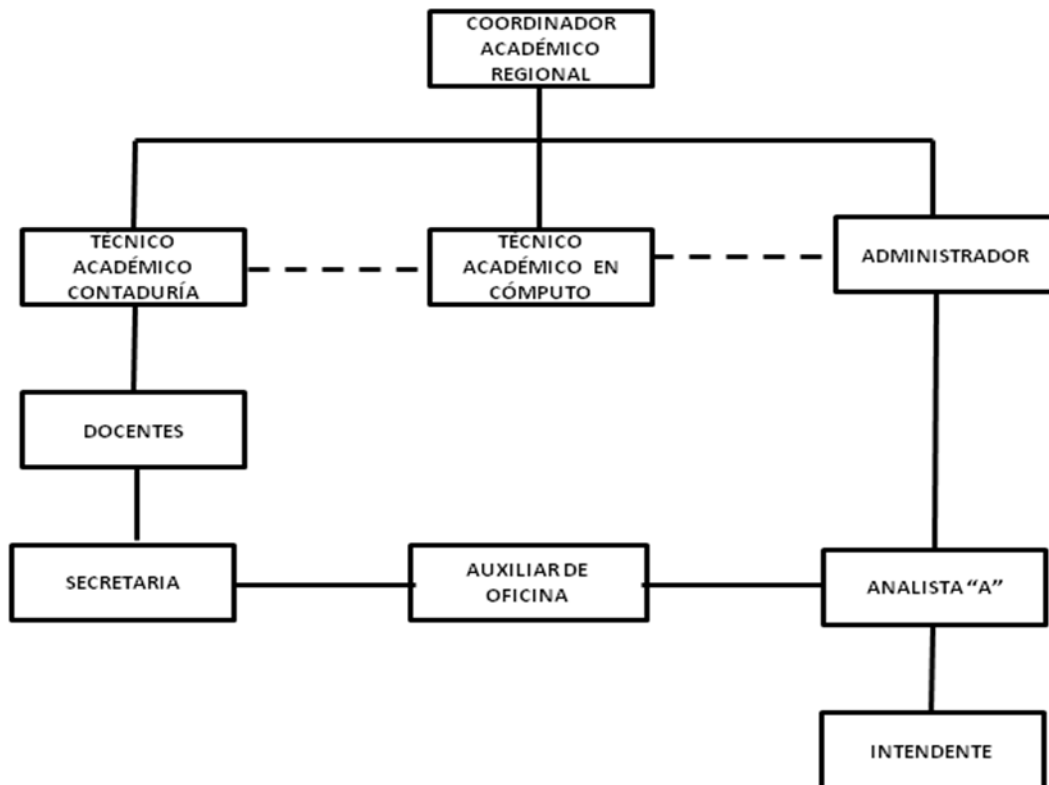 COORDINADOR
ACADÉMICO
REGIONAL
TÉCNICO
ACADÉMICO
CONTADURÍA
TÉCNICO
ACADÉMICO EN
CÓMPUTO
ADMINISTRADOR
DOCENTES
SECRETARIA
AUXILIAR DE
OFICINA
ANALISTA “A”
INTENDENTE